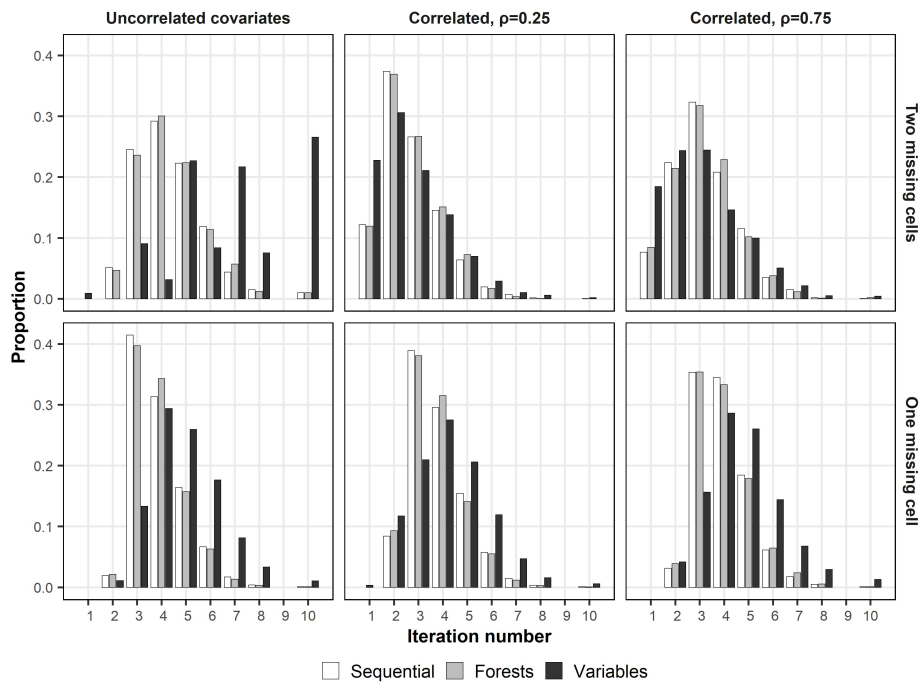 Uncorrelated covariates
Correlated, ρ=0.25
Correlated, ρ=0.75
0.4
0.3
0.2
0.1
0.0
Two missing cells
0.4
0.3
0.2
0.1
0.0
One missing cell
Proportion
1 2 3 4 5 6 7 8 9 10
1 2 3 4 5 6 7 8 9 10
1 2 3 4 5 6 7 8 9 10
Iteration number
Sequential Forests Variables